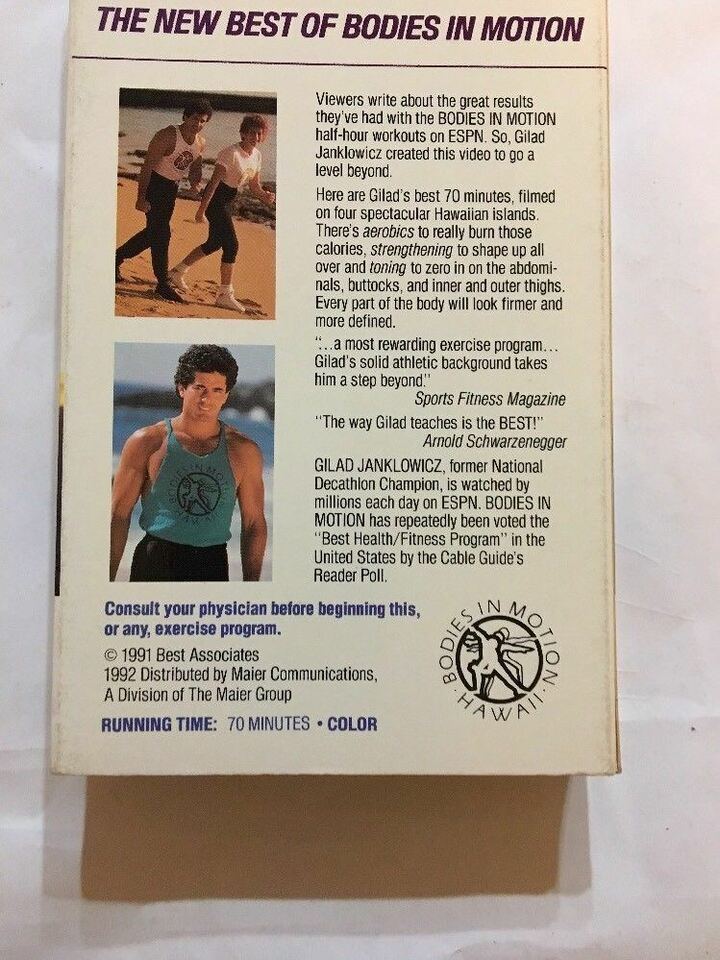 THE NEW BEST OF BODIES IN MOTION
Viewers write about the great results
they've had with the BODIES IN MOTION
half-hour workouts on ESPN. So, Gilad
Janklowicz created this video to go a
level beyond.
Here are Gilad's best 70 minutes, filmed
on four spectacular Hawaiian islands.
There's aerobics to really burn those
calories, strengthening to shape up all
over and toning to zero in on the abdomi-
nals, buttocks, and inner and outer thighs.
Every part of the body will look firmer and
more defined.
"...a most rewarding exercise program...
Gilad's solid athletic background takes
him a step beyond."
Sports Fitness Magazine
"The way Gilad teaches is the BEST!"
Arnold Schwarzenegger
GILAD JANKLOWICZ, former National
Decathlon Champion, is watched by
millions each day on ESPN. BODIES IN
MOTION has repeatedly been voted the
"Best Health/Fitness Program" in the
United States by the Cable Guide's
Reader Poll.
BODIES IN MOTION
HAWAII
Consult your physician before beginning this,
or any, exercise program.
© 1991 Best Associates
1992 Distributed by Maier Communications,
A Division of The Maier Group
RUNNING TIME: 70 MINUTES • COLOR
BODIES IN MOTION
· HAWAII ·